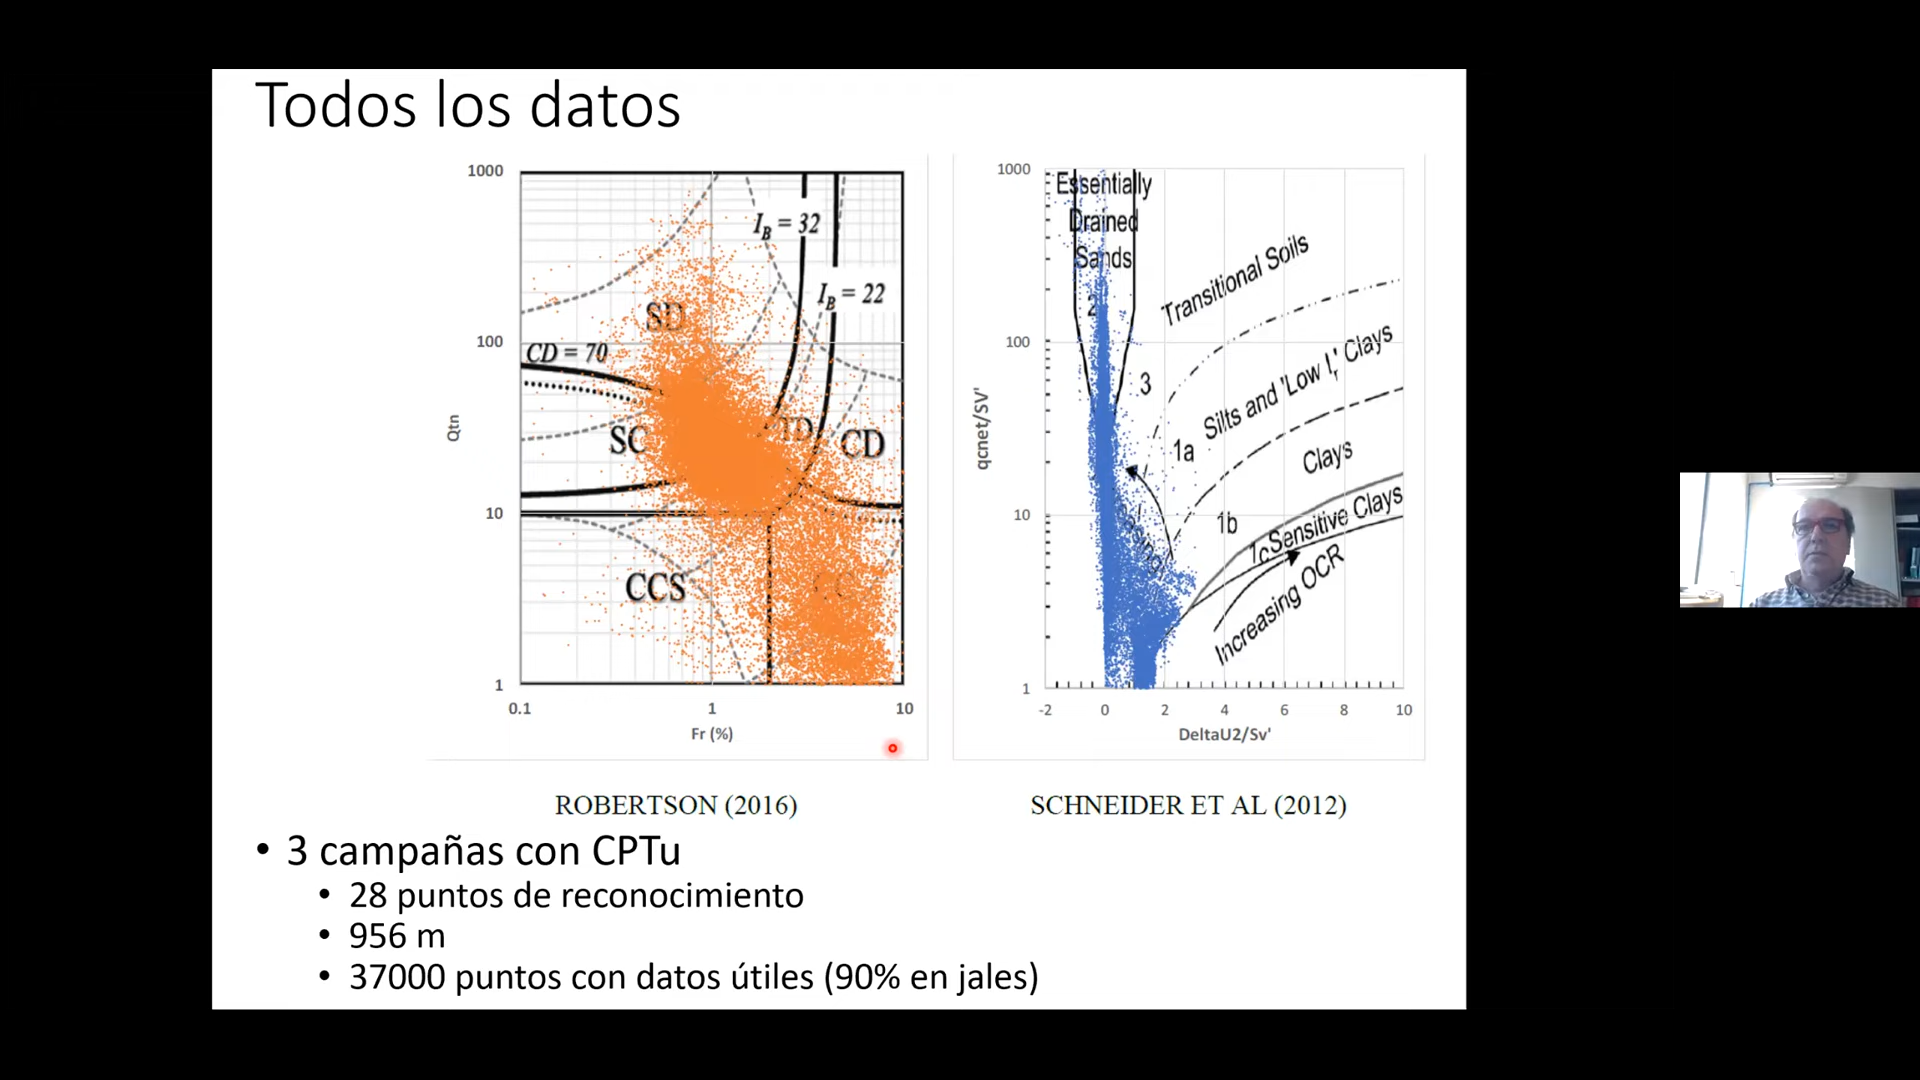 Todos los datos
1000
100
10
1
0.1
1
10
Qtn
Fr (%)
I_B = 32
I_B = 22
SD
CD = 70
SC
CD
CCS
1000
100
10
1
-2
0
2
4
6
8
10
qcnet/SV'
DeltaU2/Sv'
Essentially
Drained
Sands
2
3
Transitional Soils
Silts and 'Low I
Clays
1a
Clays
1b
1c
Sensitive Clays
Increasing OCR
ROBERTSON (2016)
SCHNEIDER ET AL (2012)
• 3 campañas con CPTu
• 28 puntos de reconocimiento
• 956 m
• 37000 puntos con datos útiles (90% en jales)